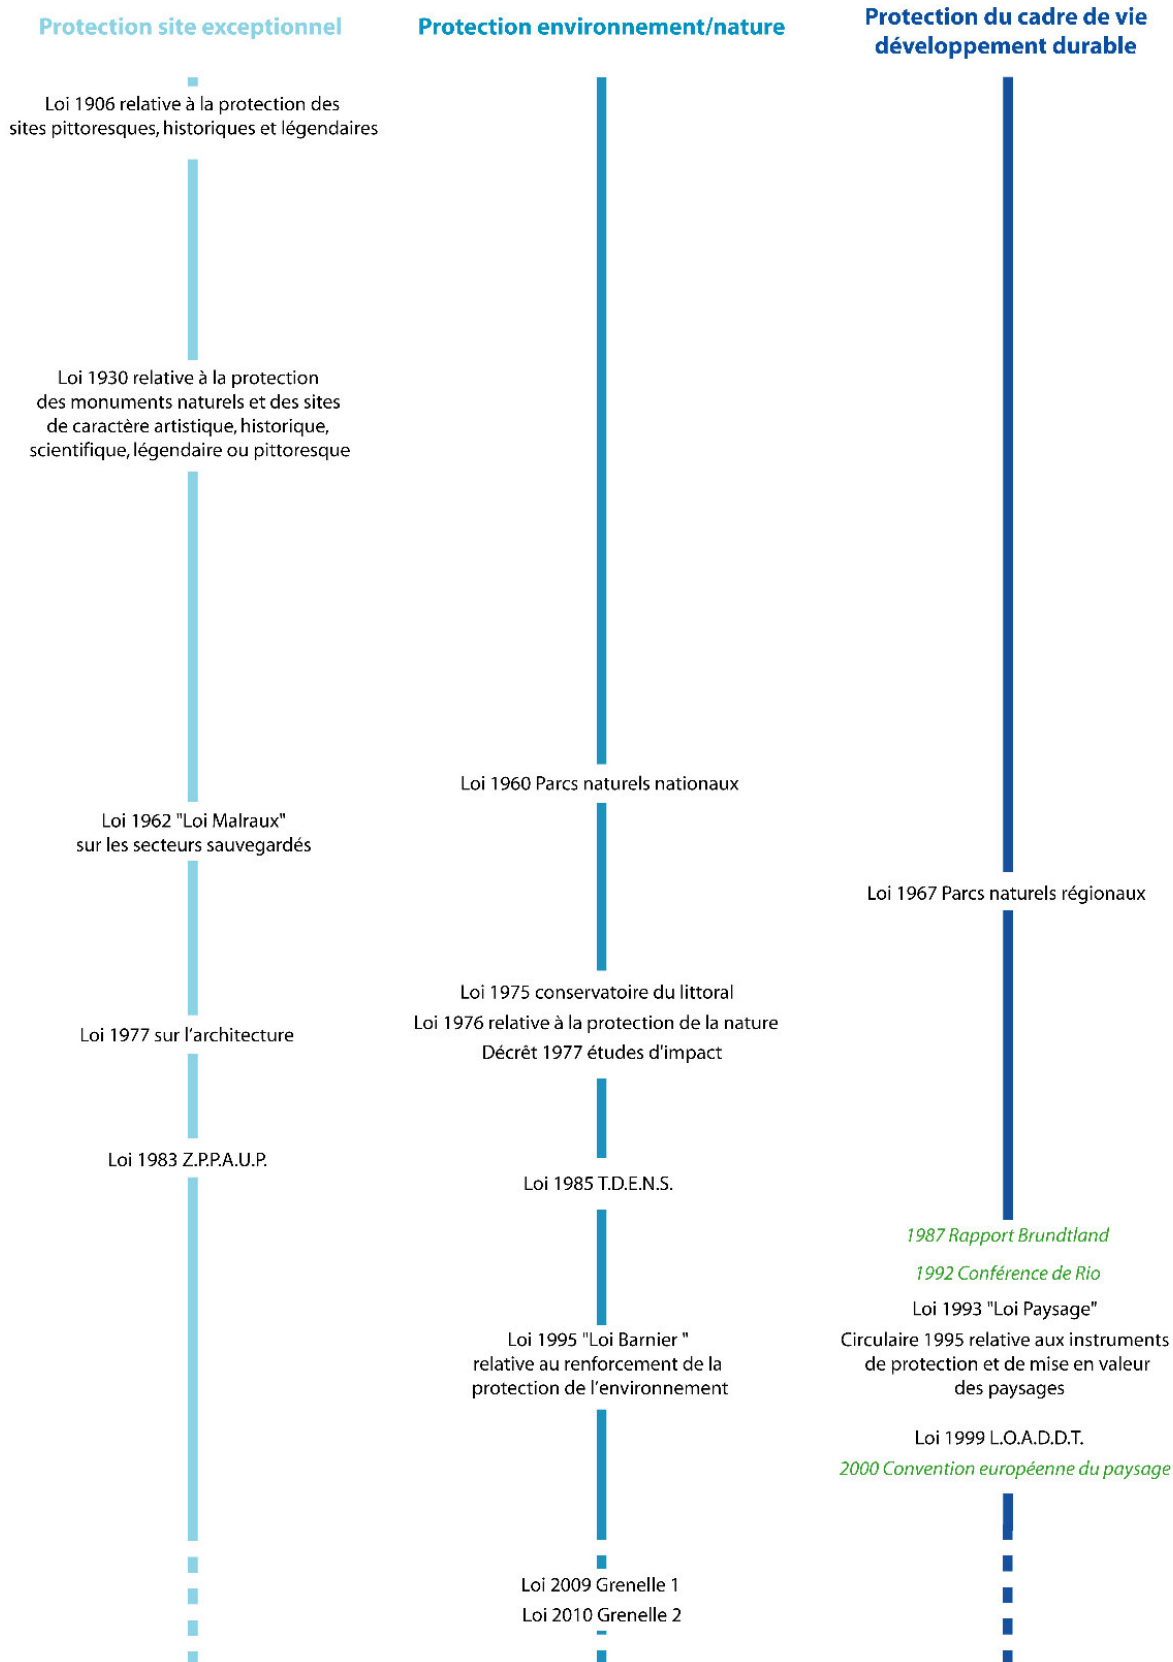 Protection site exceptionnel
Loi 1906 relative à la protection des
sites pittoresques, historiques et légendaires
Loi 1930 relative à la protection
des monuments naturels et des sites
de caractère artistique, historique,
scientifique, légendaire ou pittoresque
Loi 1962 "Loi Malraux"
sur les secteurs sauvegardés
Loi 1977 sur l'architecture
Loi 1983 Z.P.P.A.U.P.
Protection environnement/nature
Loi 1960 Parcs naturels nationaux
Loi 1975 conservatoire du littoral
Loi 1976 relative à la protection de la nature
Décrêt 1977 études d'impact
Loi 1985 T.D.E.N.S.
Loi 1995 "Loi Barnier "
relative au renforcement de la
protection de l'environnement
Loi 2009 Grenelle 1
Loi 2010 Grenelle 2
Protection du cadre de vie
développement durable
Loi 1967 Parcs naturels régionaux
1987 Rapport Brundtland
1992 Conférence de Rio
Loi 1993 "Loi Paysage"
Circulaire 1995 relative aux instruments
de protection et de mise en valeur
des paysages
Loi 1999 L.O.A.D.D.T.
2000 Convention européenne du paysage